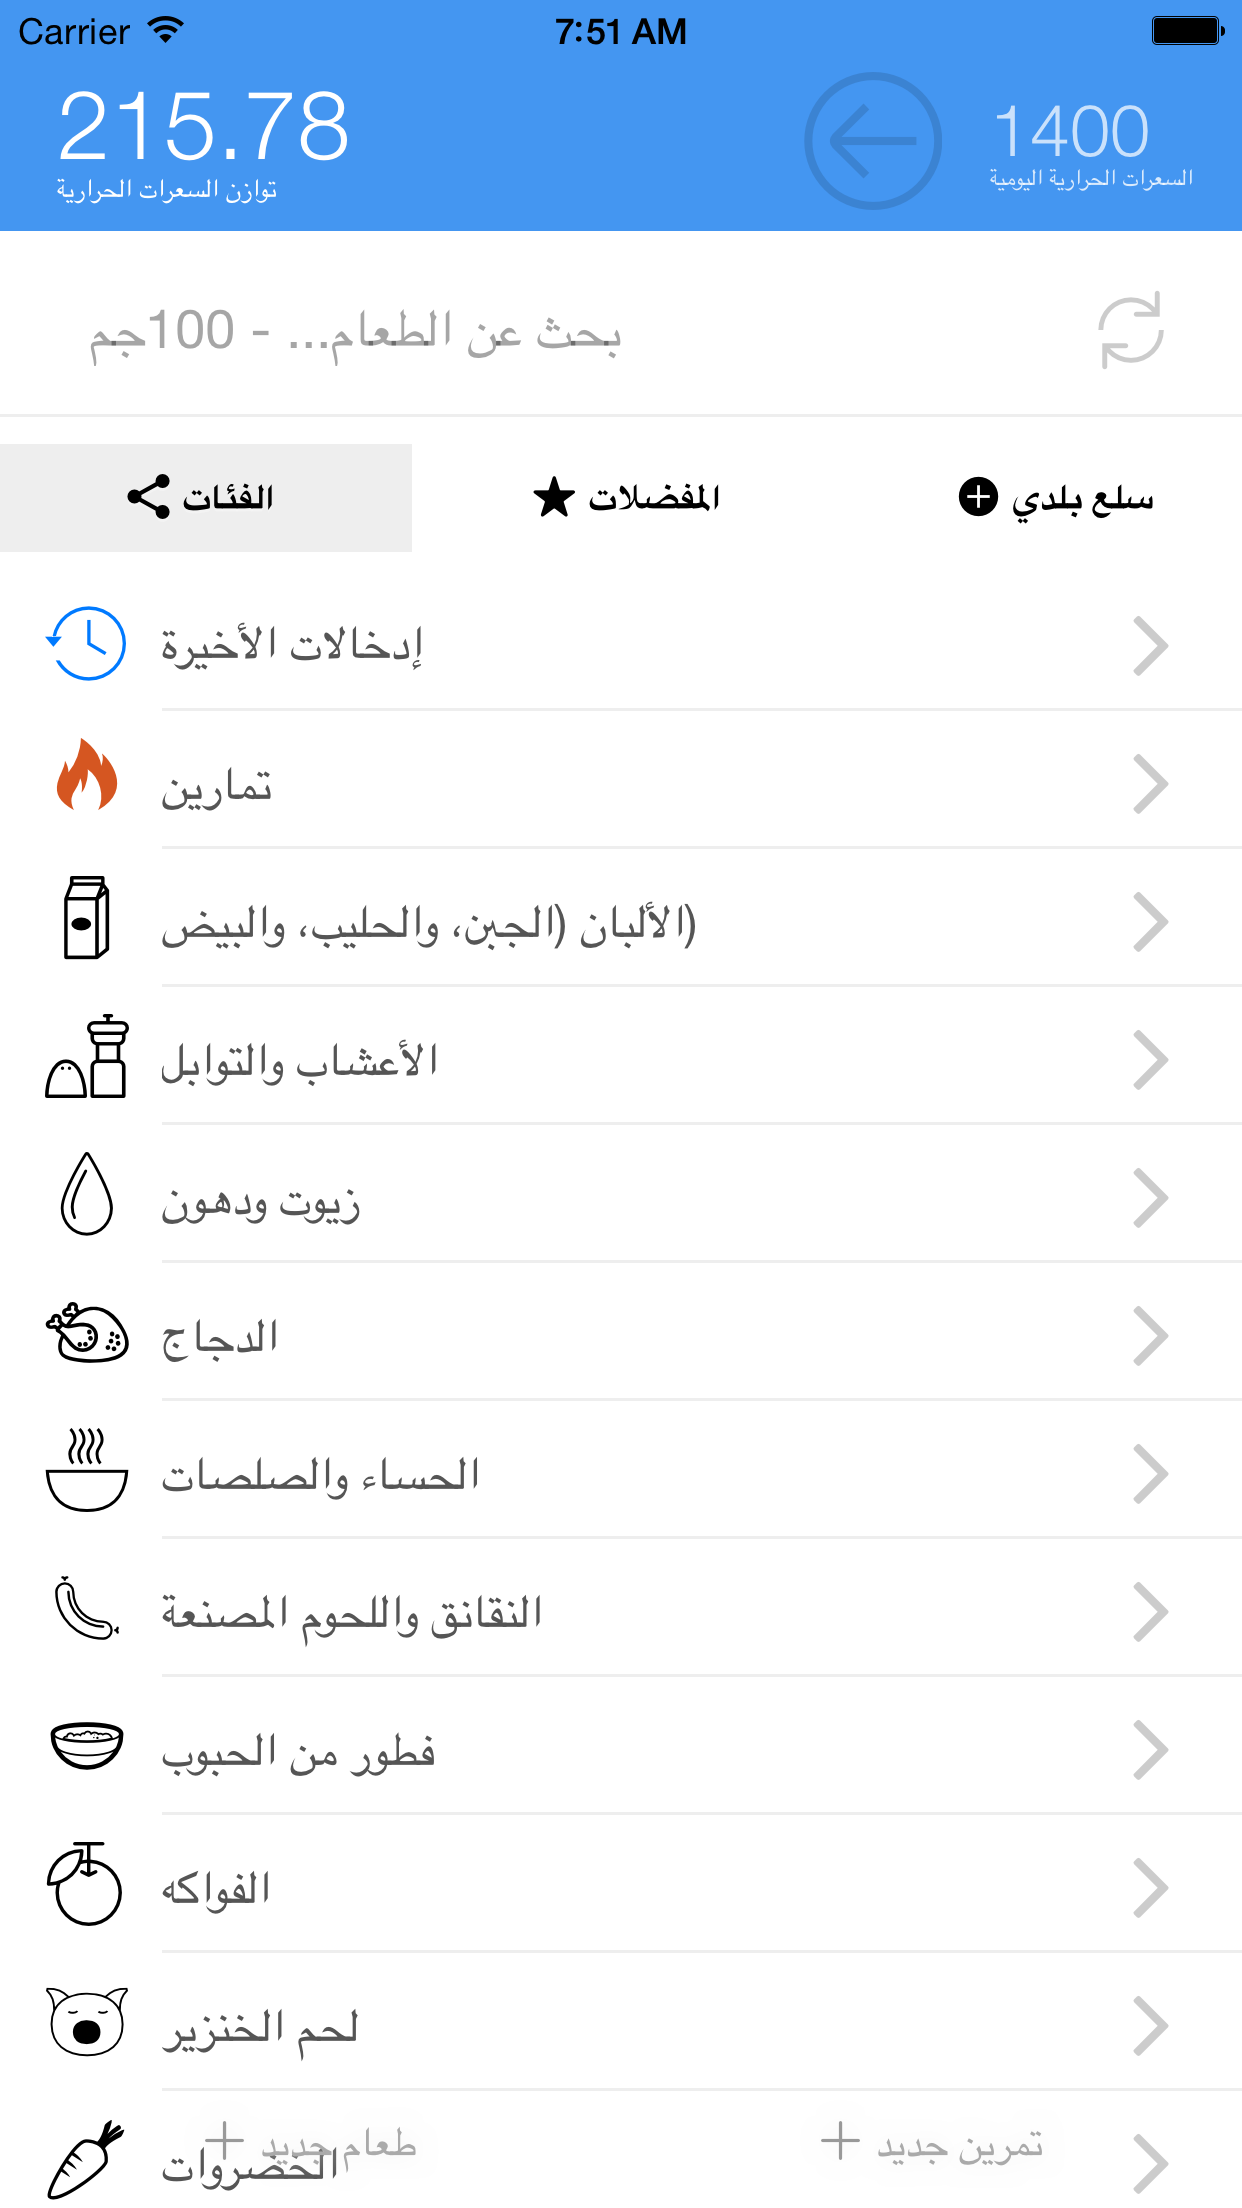 Carrier 7:51 AM
215.78
توازن السعرات الحرارية
1400
السعرات الحرارية اليومية
بحث عن الطعام... - 100جم
الفئات
المفضلات
سلع بلدي
إدخالات الأخيرة
تمارين
(الألبان (الجبن، والحليب، والبيض
الأعشاب والتوابل
زيوت ودهون
الدجاج
الحساء والصلصات
النقانق واللحوم المصنعة
فطور من الحبوب
الفواكه
لحم الخنزير
الخضروات
+ طعام جديد
+ تمرين جديد